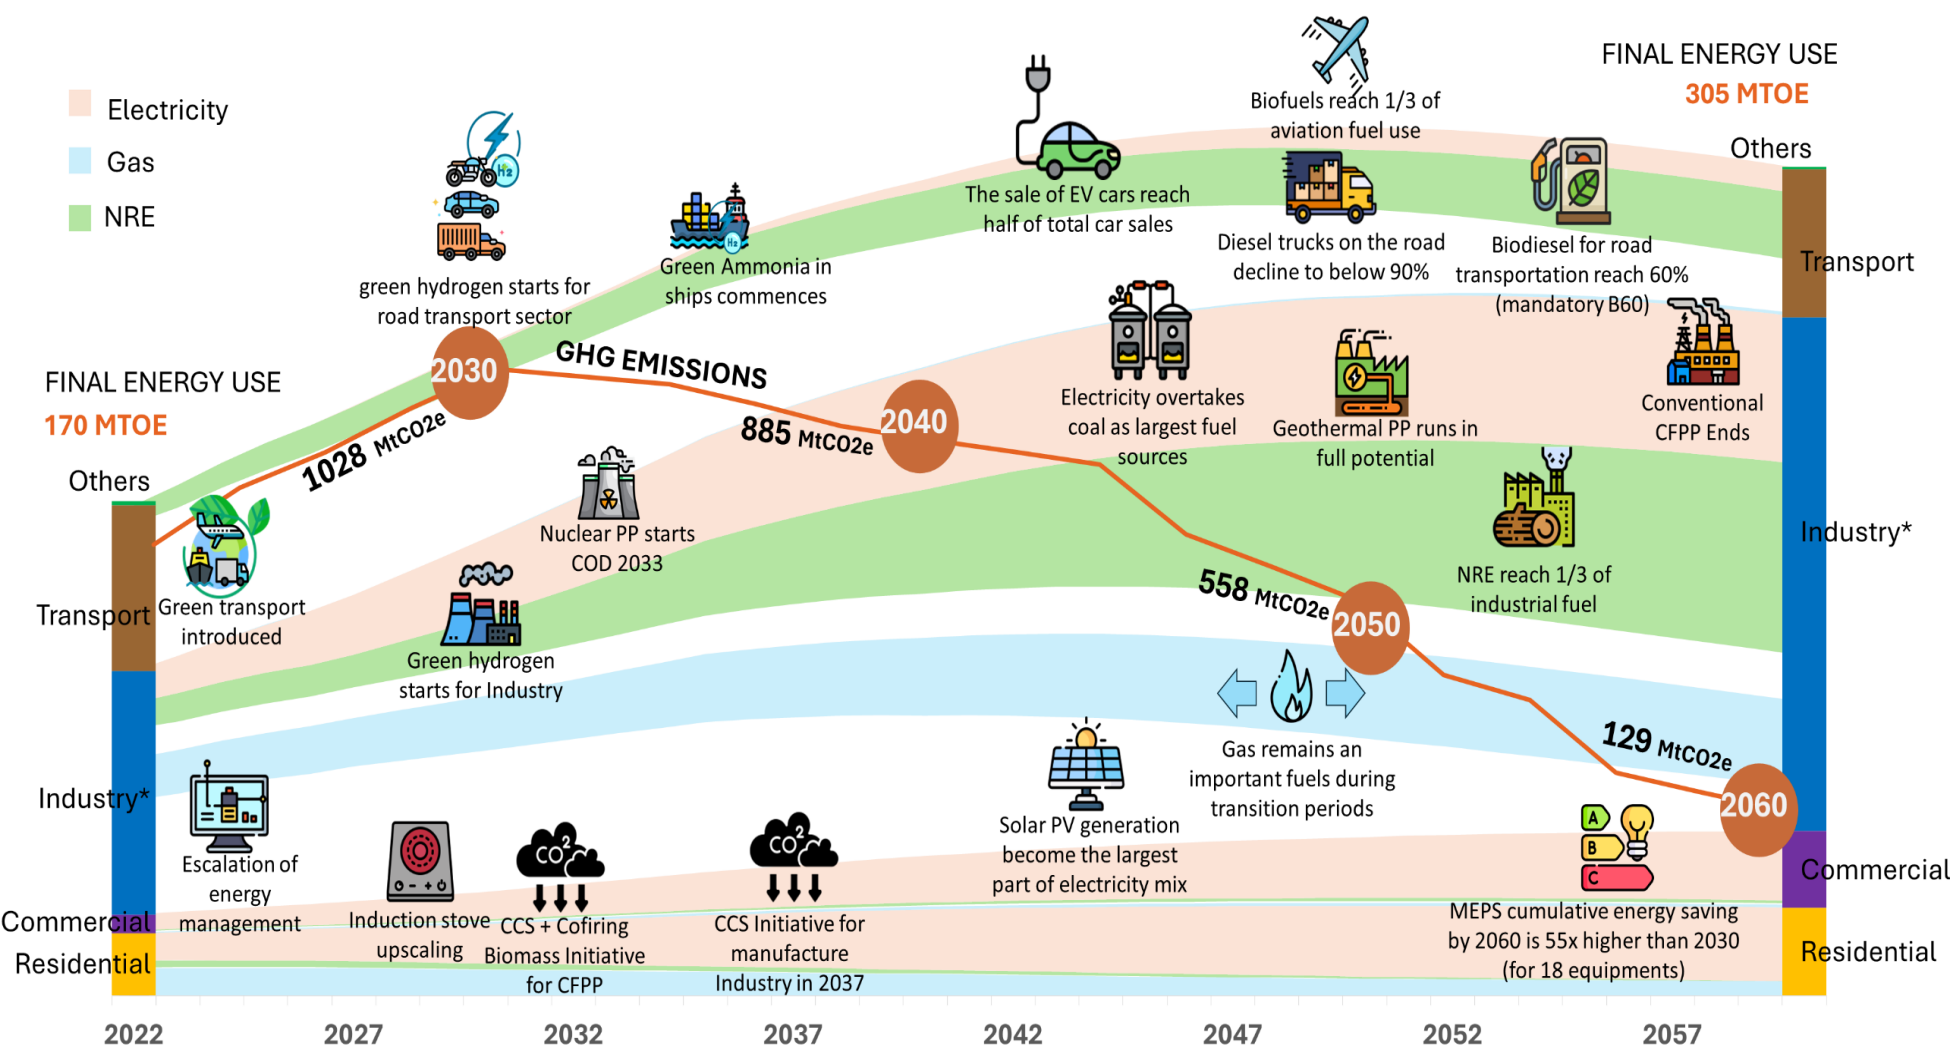 Electricity
Gas
NRE
FINAL ENERGY USE
170 MTOE
FINAL ENERGY USE
305 MTOE
Others
Transport
Industry*
Commercial
Residential
Others
Transport
Industry*
Commercial
Residential
H2
green hydrogen starts for
road transport sector
H2
Green Ammonia in
ships commences
The sale of EV cars reach
half of total car sales
Biofuels reach 1/3 of
aviation fuel use
Diesel trucks on the road
decline to below 90%
Biodiesel for road
transportation reach 60%
(mandatory B60)
2030
GHG EMISSIONS
1028 MtCO2e
885 MtCO2e
2040
558 MtCO2e
2050
129 MtCO2e
2060
Green transport
introduced
Nuclear PP starts
COD 2033
Green hydrogen
starts for Industry
Electricity overtakes
coal as largest fuel
sources
Geothermal PP runs in
full potential
Conventional
CFPP Ends
NRE reach 1/3 of
industrial fuel
Gas remains an
important fuels during
transition periods
Escalation of
energy
management
Induction stove
upscaling
CO2
CCS + Cofiring
Biomass Initiative
for CFPP
CO2
CCS Initiative for
manufacture
Industry in 2037
Solar PV generation
become the largest
part of electricity mix
A
B
C
MEPS cumulative energy saving
by 2060 is 55x higher than 2030
(for 18 equipments)
2022
2027
2032
2037
2042
2047
2052
2057